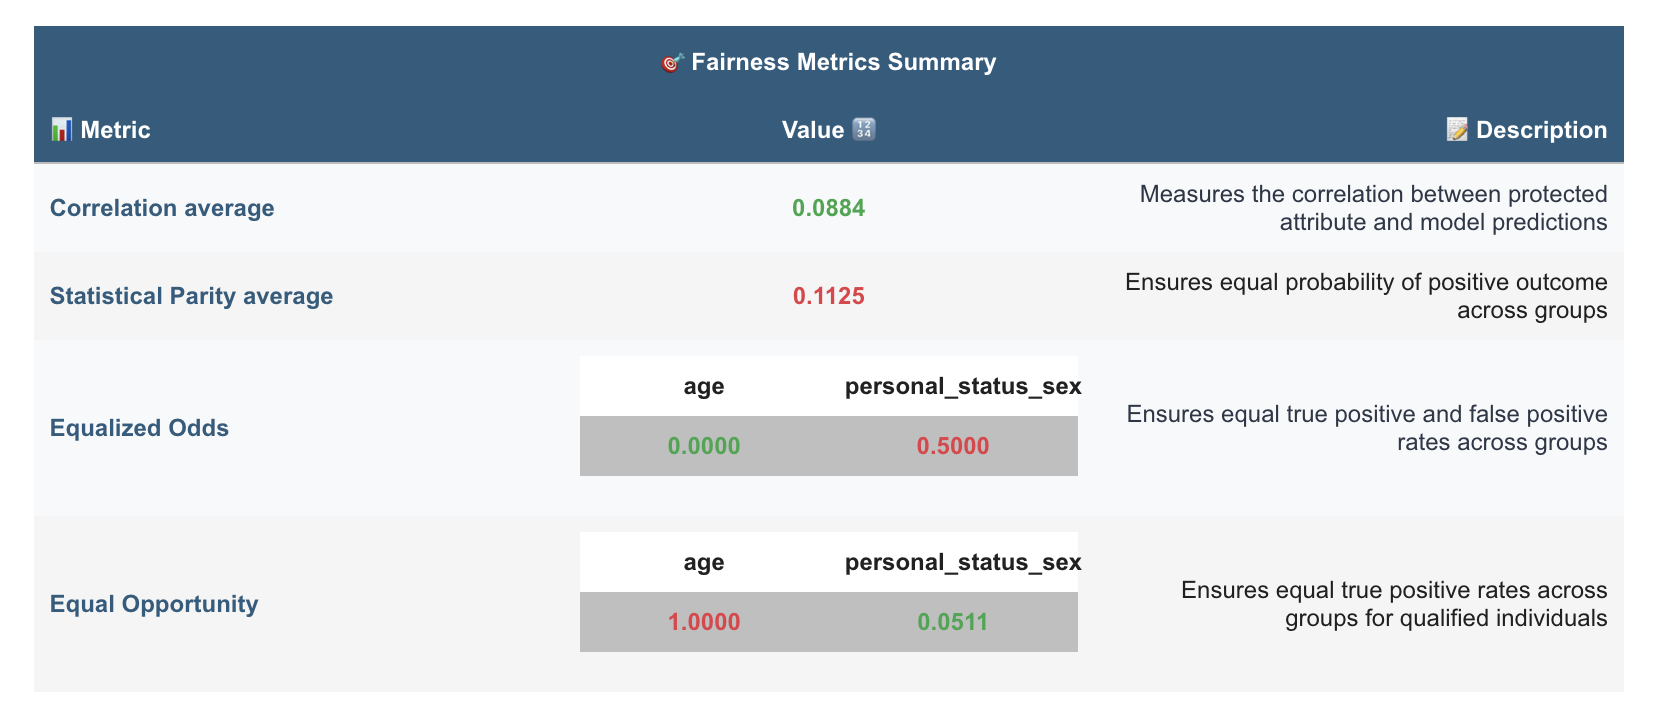 🎯 Fairness Metrics Summary
📊 Metric
Value 🔢
📝 Description
Correlation average
0.0884
Measures the correlation between protected
attribute and model predictions
Statistical Parity average
0.1125
Ensures equal probability of positive outcome
across groups
Equalized Odds
age
personal_status_sex
0.0000
0.5000
Ensures equal true positive and false positive
rates across groups
Equal Opportunity
age
personal_status_sex
1.0000
0.0511
Ensures equal true positive rates across
groups for qualified individuals